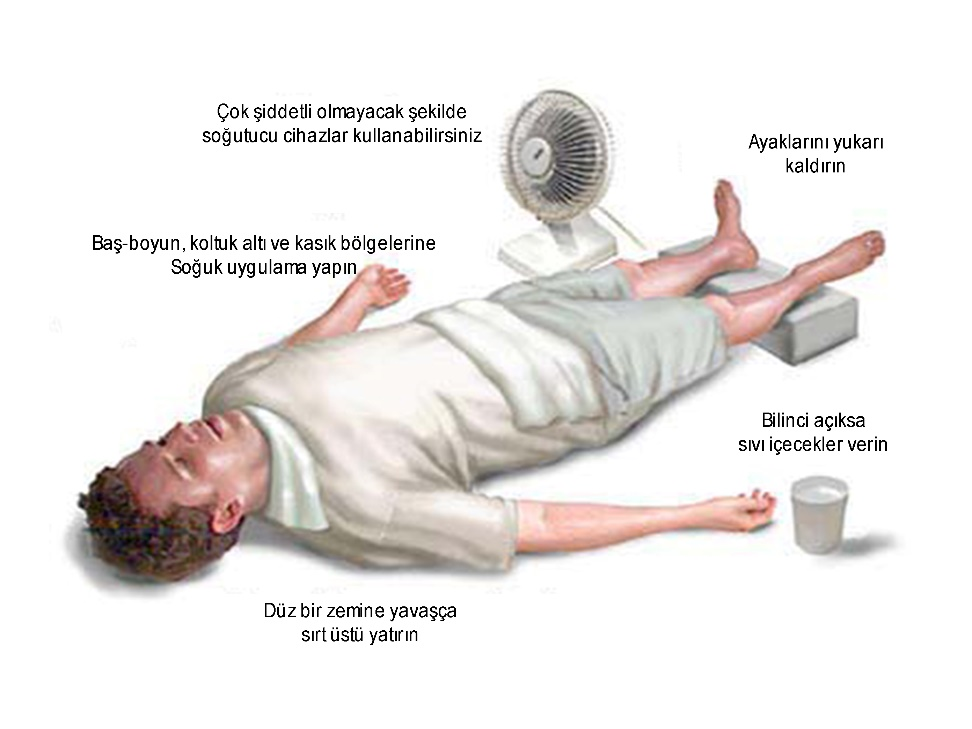 Çok şiddetli olmayacak şekilde
soğutucu cihazlar kullanabilirsiniz
Ayaklarını yukarı
kaldırın
Baş-boyun, koltuk altı ve kasık bölgelerine
Soğuk uygulama yapın
Bilinci açıksa
sıvı içecekler verin
Düz bir zemine yavaşça
sırt üstü yatırın